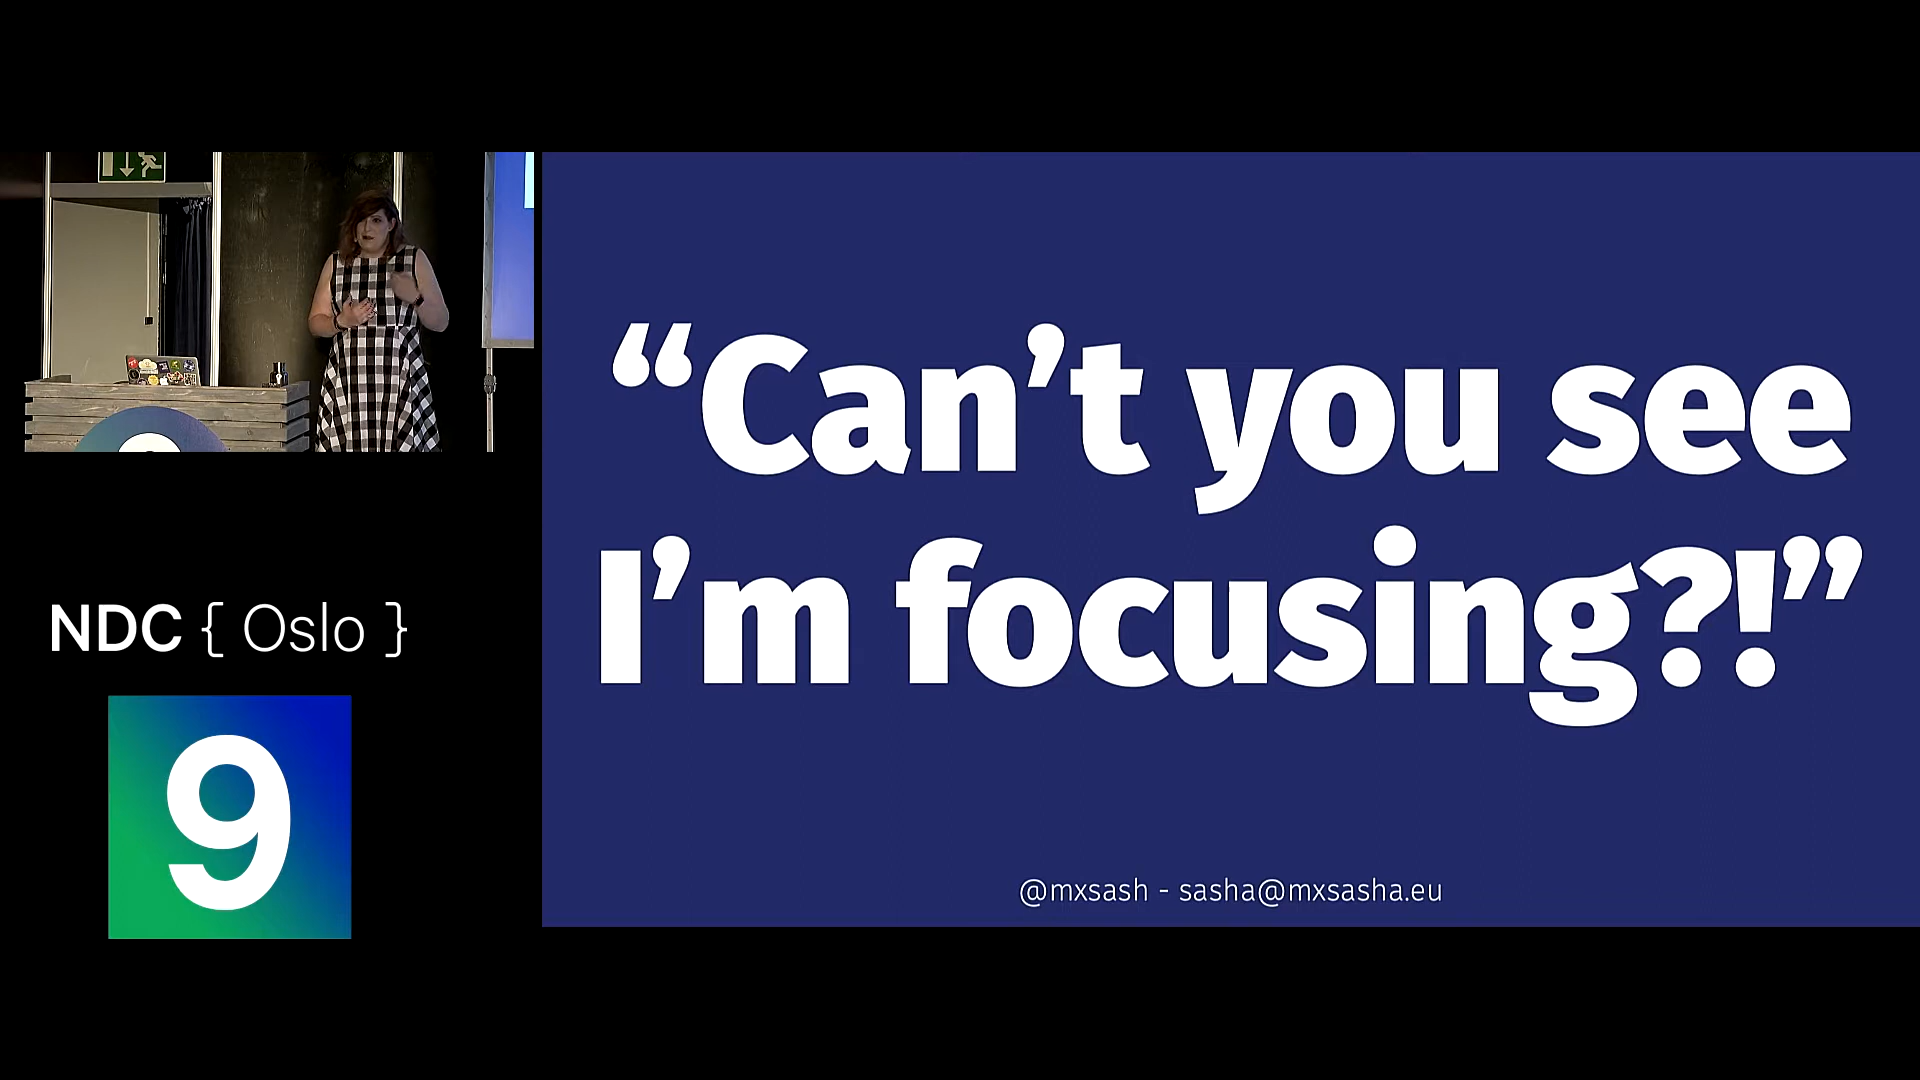 “Can’t you see
I’m focusing?!”
@mxsash - sasha@mxsasha.eu
NDC { Oslo }
9